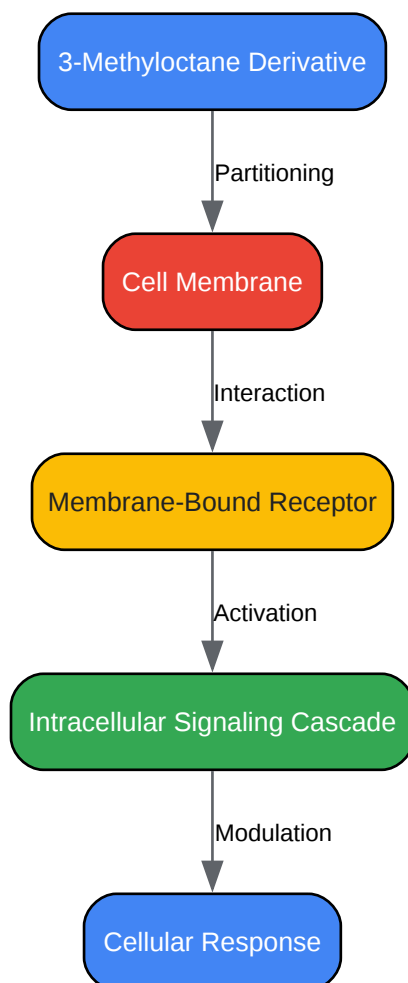 3-Methyloctane Derivative
Partitioning
Cell Membrane
Interaction
Membrane-Bound Receptor
Activation
Intracellular Signaling Cascade
Modulation
Cellular Response